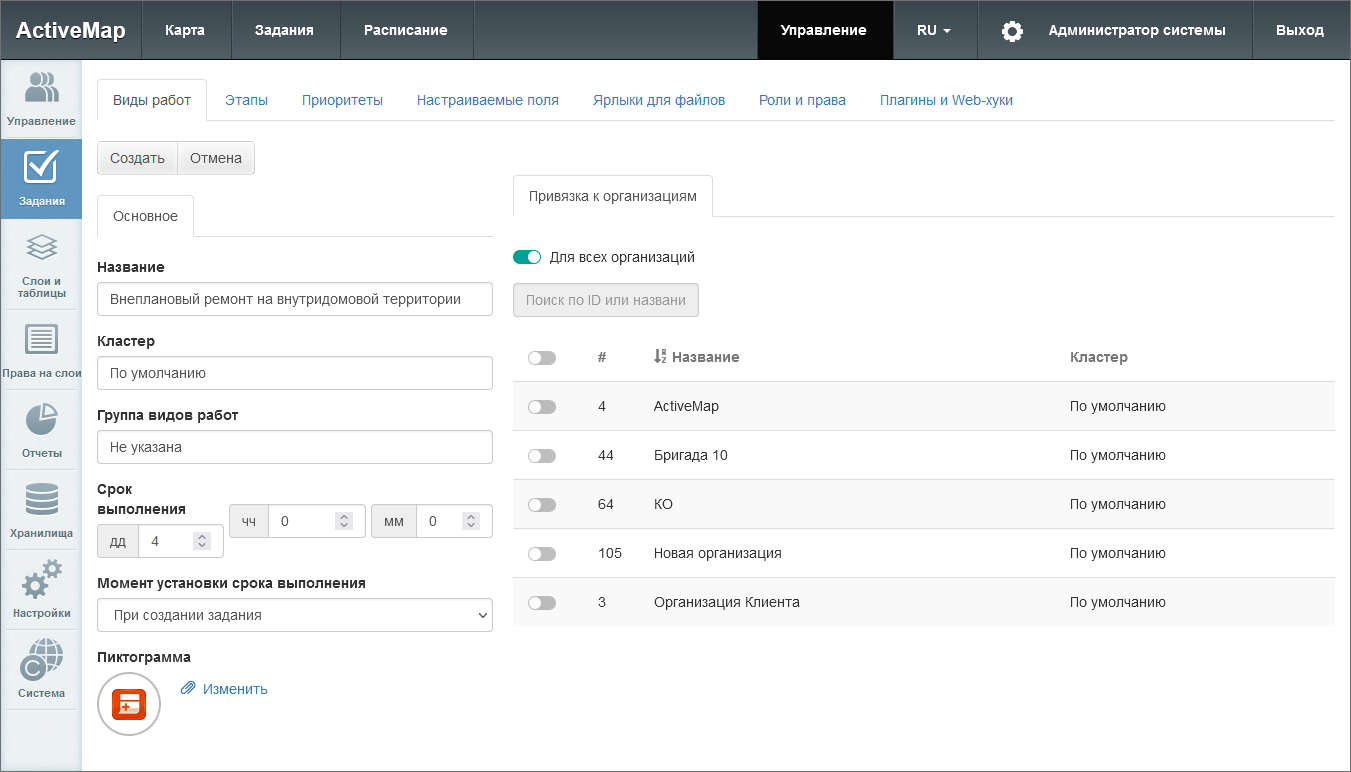 ActiveMap Карта Задания Расписание Управление RU Администратор системы Выход
Управление
Задания
Слои и
таблицы
Права на слои
Отчеты
Хранилища
Настройки
Система
Виды работ Этапы Приоритеты Настраиваемые поля Ярлыки для файлов Роли и права Плагины и Web-хуки
Создать Отмена
Основное
Название
Внеплановый ремонт на внутридомовой территории
Кластер
По умолчанию
Группа видов работ
Не указана
Срок
выполнения
дд 4 чч 0 мм 0
Момент установки срока выполнения
При создании задания
Пиктограмма
Изменить
Привязка к организациям
Для всех организаций
Поиск по ID или названи
# Название Кластер
4 ActiveMap По умолчанию
44 Бригада 10 По умолчанию
64 КО По умолчанию
105 Новая организация По умолчанию
3 Организация Клиента По умолчанию